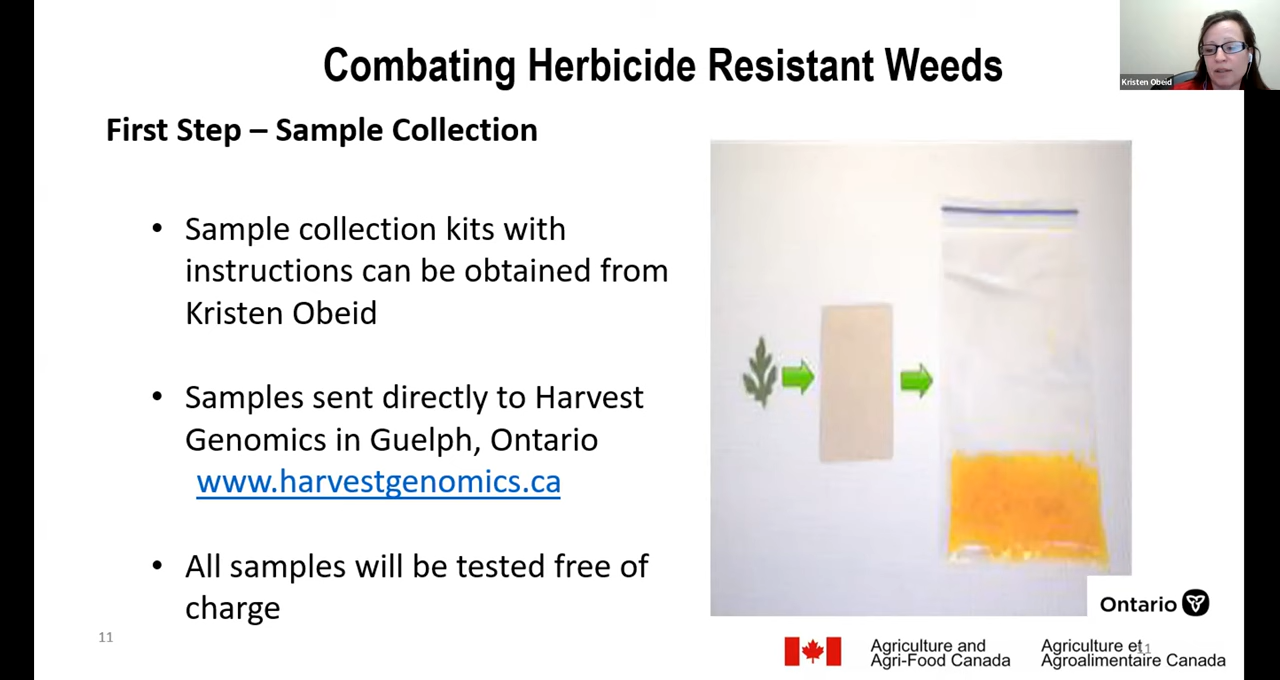 Combating Herbicide Resistant Weeds
Kristen Obeid
First Step – Sample Collection
• Sample collection kits with
instructions can be obtained from
Kristen Obeid
• Samples sent directly to Harvest
Genomics in Guelph, Ontario
www.harvestgenomics.ca
• All samples will be tested free of
charge
Ontario
11
Agriculture and
Agri-Food Canada
Agriculture et
Agroalimentaire Canada
11